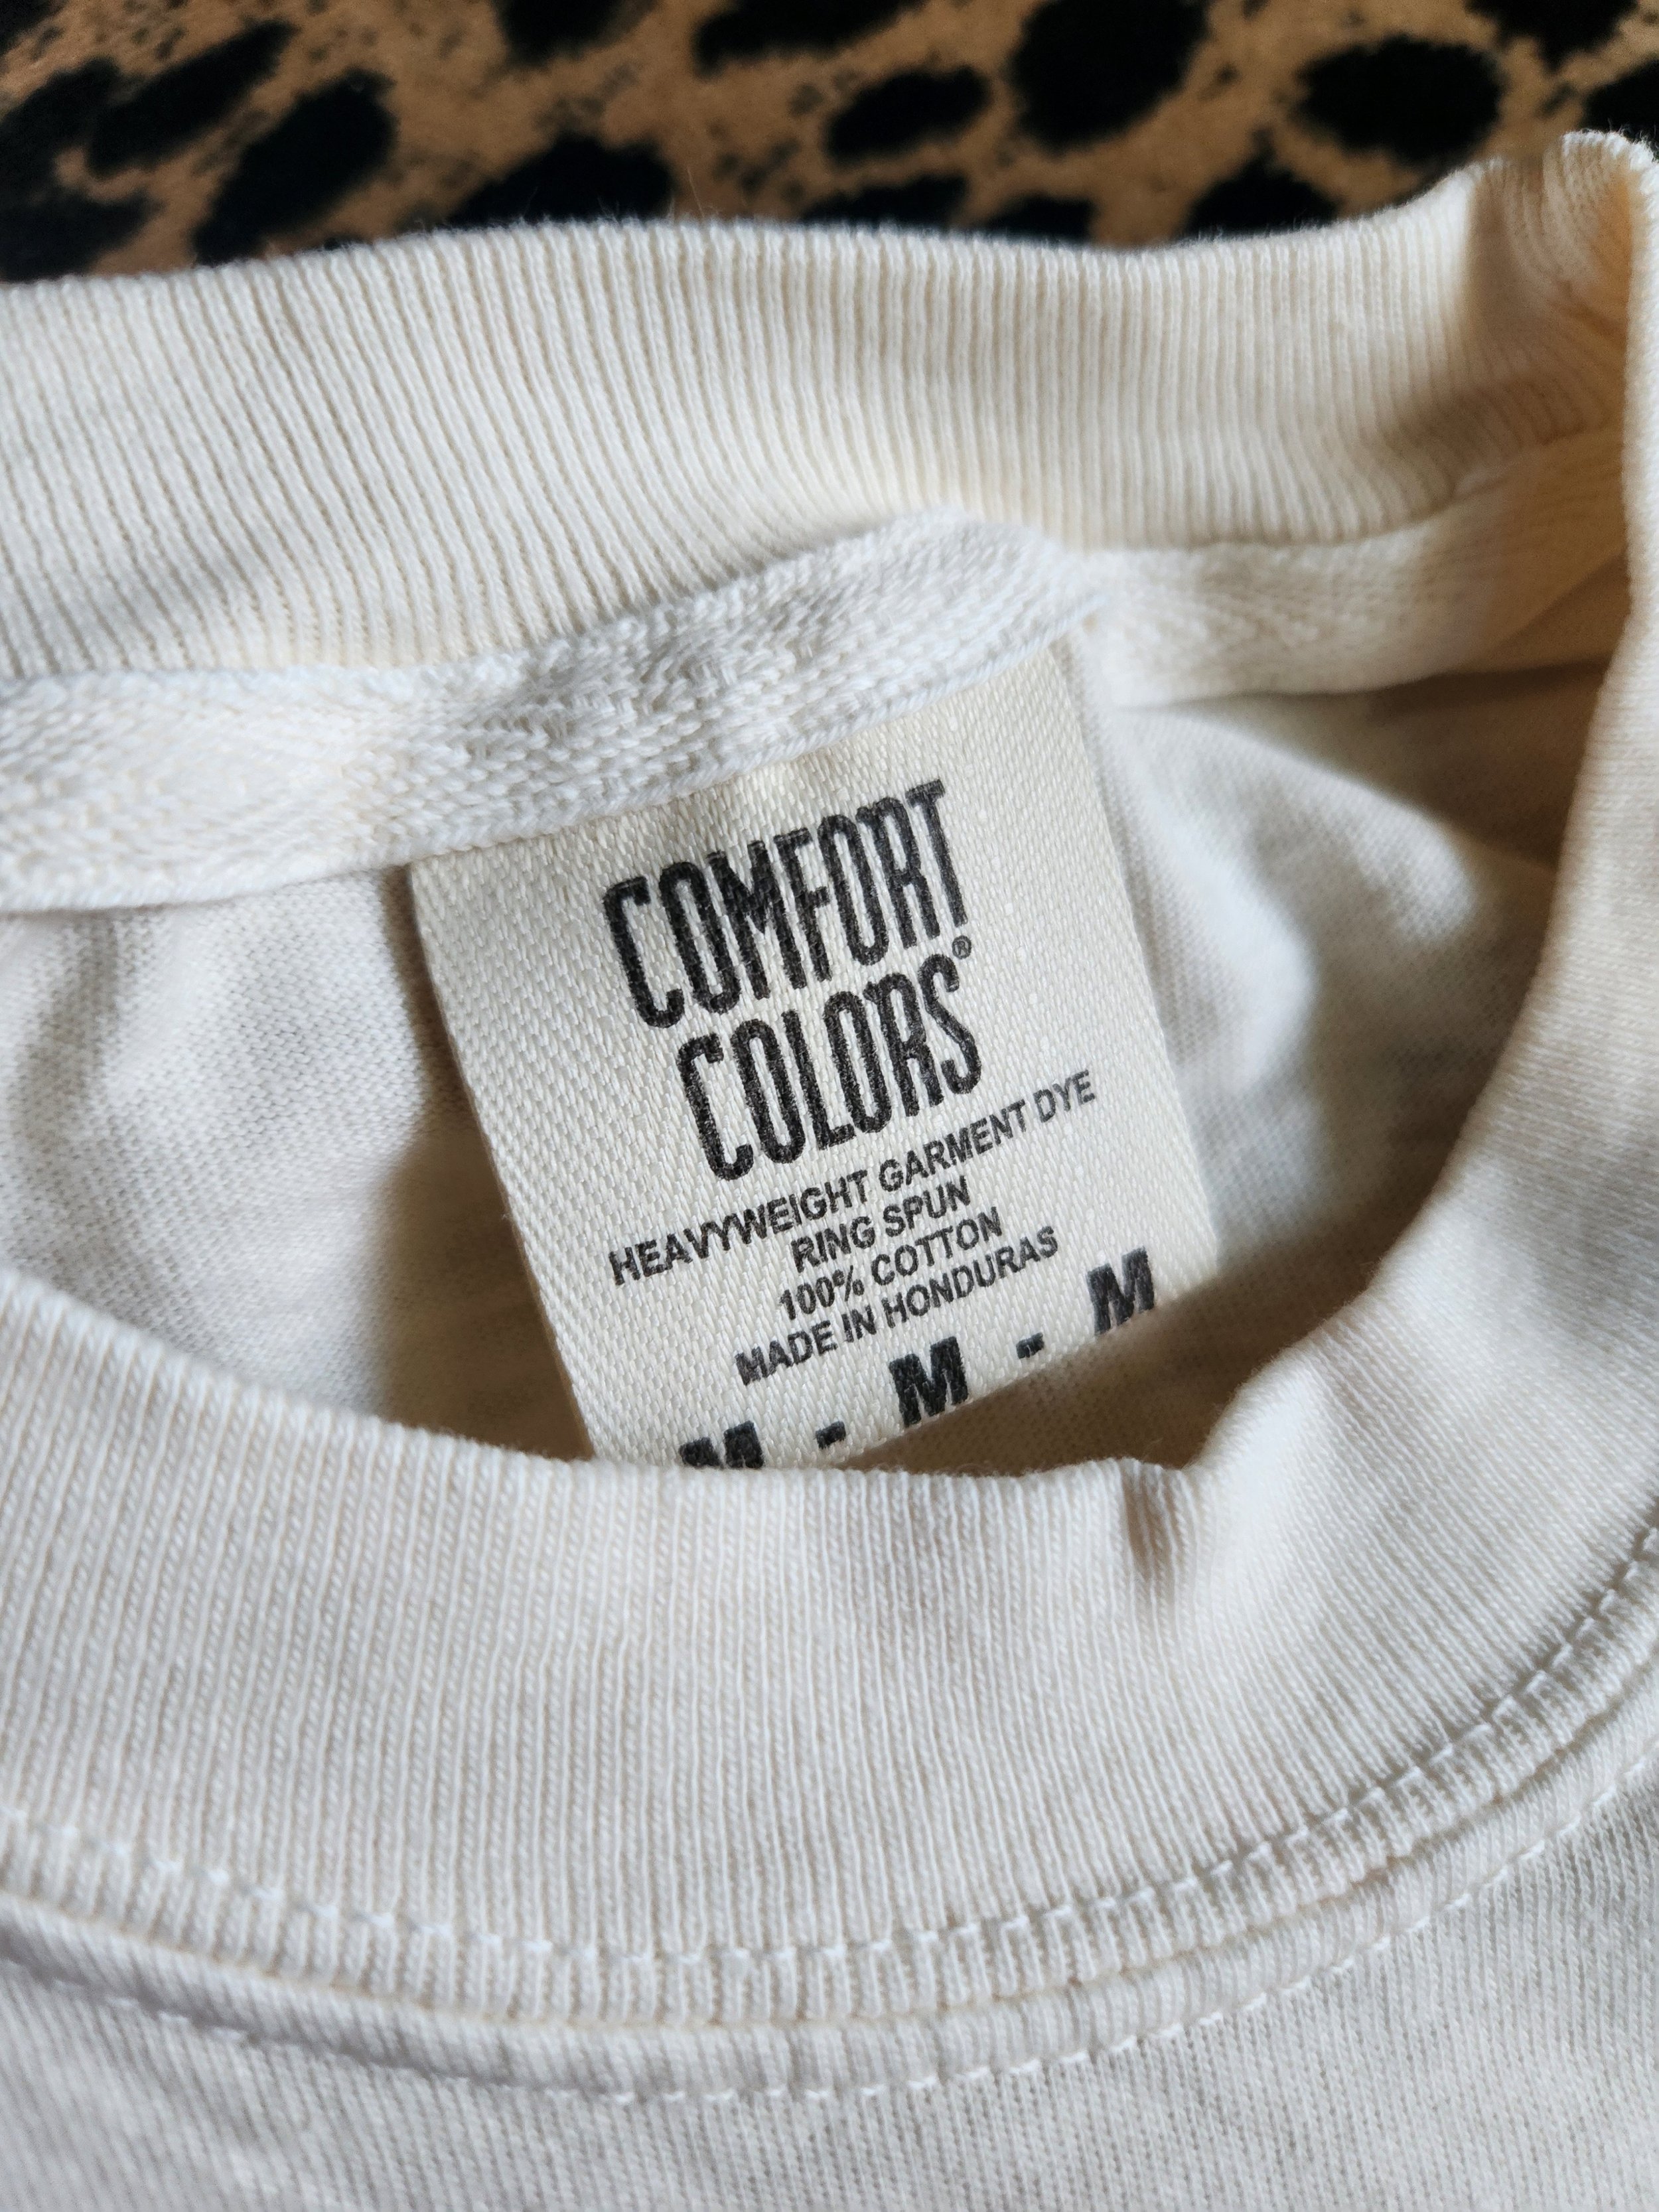 COMFORT
COLORS®
HEAVYWEIGHT GARMENT DYE
RING SPUN
100% COTTON
MADE IN HONDURAS
M - M - M